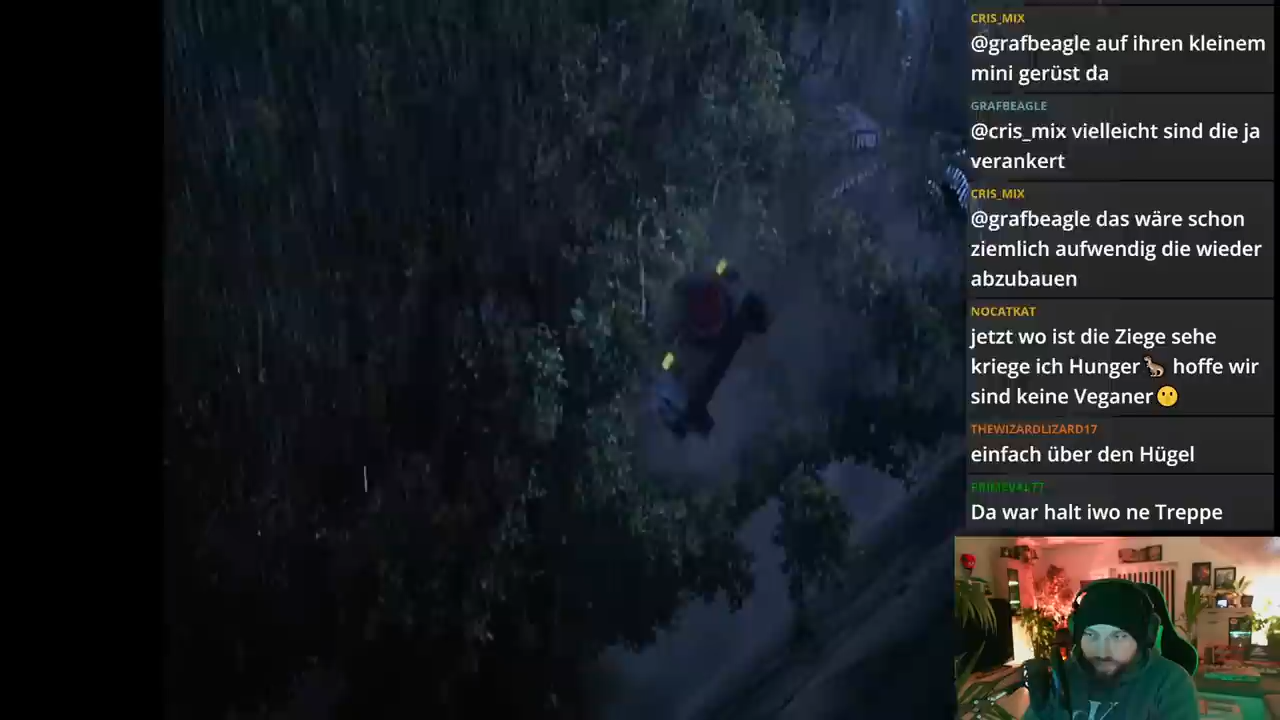 CRIS_MIX
@grafbeagle auf ihren kleinem
mini gerüst da
GRAFBEAGLE
@cris_mix vielleicht sind die ja
verankert
CRIS_MIX
@grafbeagle das wäre schon
ziemlich aufwendig die wieder
abzubauen
NOCATKAT
jetzt wo ist die Ziege sehe
kriege ich Hunger🦙 hoffe wir
sind keine Veganer😶
THEWIZARDLIZARD17
einfach über den Hügel
PRIMEVAL77
Da war halt iwo ne Treppe